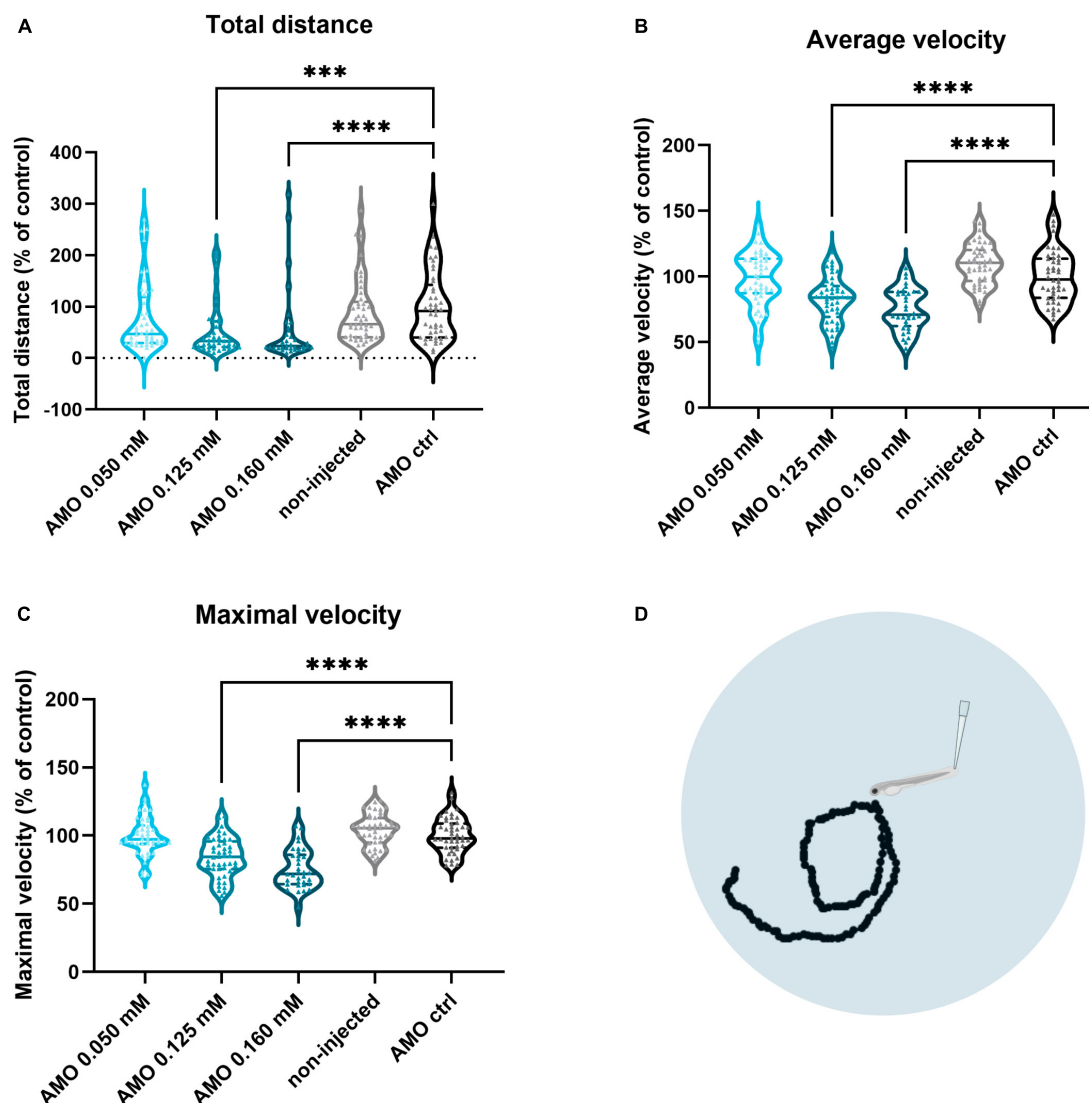 A
Total distance
***
****
Total distance (% of control)
400
300
200
100
0
-100
AMO 0.050 mM
AMO 0.125 mM
AMO 0.160 mM
non-injected
AMO ctrl
B
Average velocity
****
****
Average velocity (% of control)
200
150
100
50
0
AMO 0.050 mM
AMO 0.125 mM
AMO 0.160 mM
non-injected
AMO ctrl
C
Maximal velocity
****
****
Maximal velocity (% of control)
200
150
100
50
0
AMO 0.050 mM
AMO 0.125 mM
AMO 0.160 mM
non-injected
AMO ctrl
D